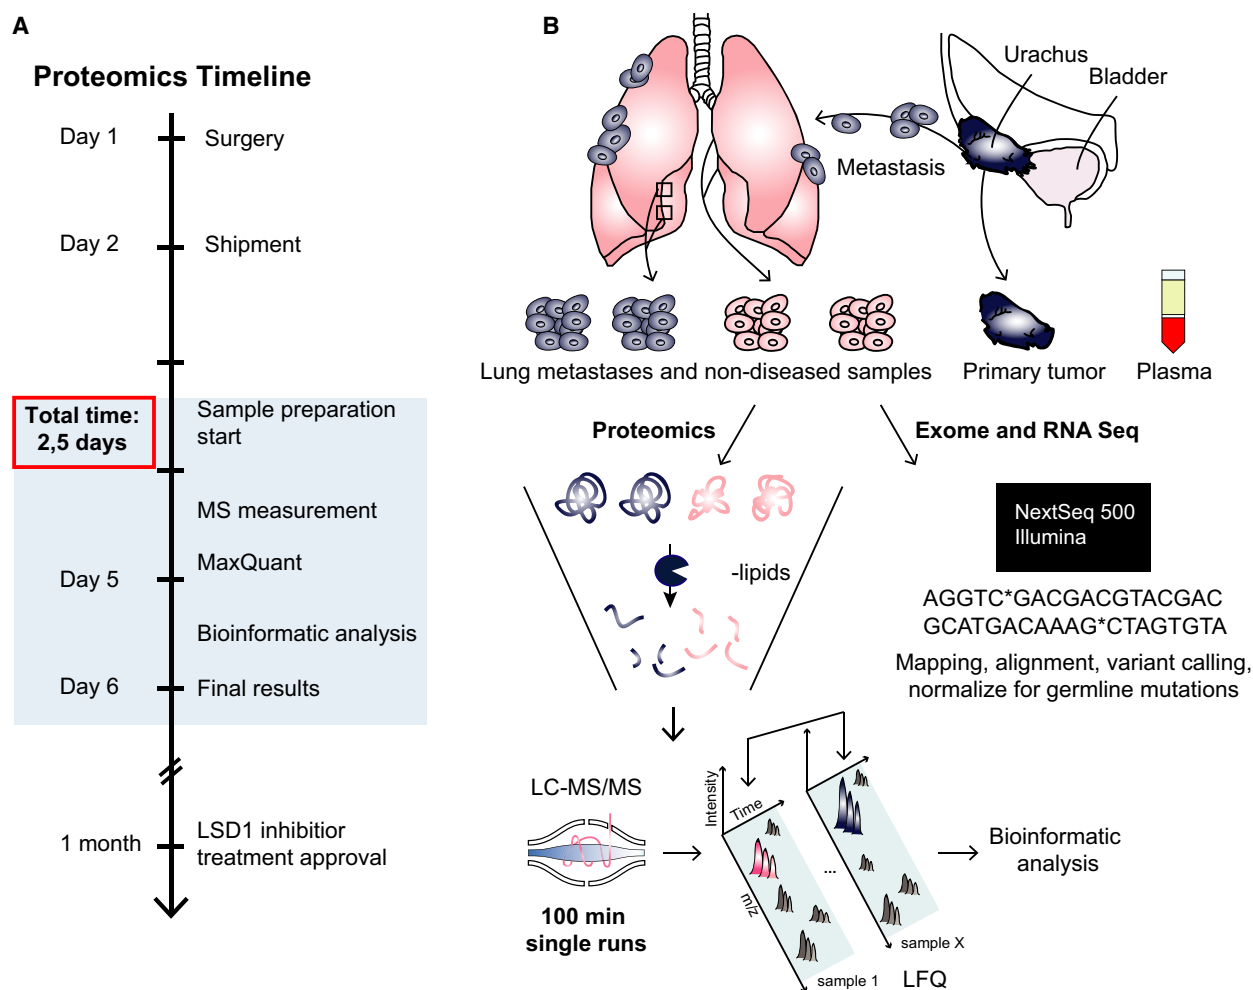 A
Proteomics Timeline
Day 1
Surgery
Day 2
Shipment
Total time:
2,5 days
Sample preparation
start
MS measurement
MaxQuant
Day 5
Bioinformatic analysis
Day 6
Final results
1 month
LSD1 inhibitior
treatment approval
B
Urachus
Bladder
Metastasis
Lung metastases and non-diseased samples
Primary tumor
Plasma
Proteomics
Exome and RNA Seq
-lipids
NextSeq 500
Illumina
AGGTC*GACGACGTACGAC
GCATGACAAAG*CTAGTGTA
Mapping, alignment, variant calling,
normalize for germline mutations
LC-MS/MS
100 min
single runs
Intensity
Time
m/z
...
sample 1
sample X
LFQ
Bioinformatic
analysis